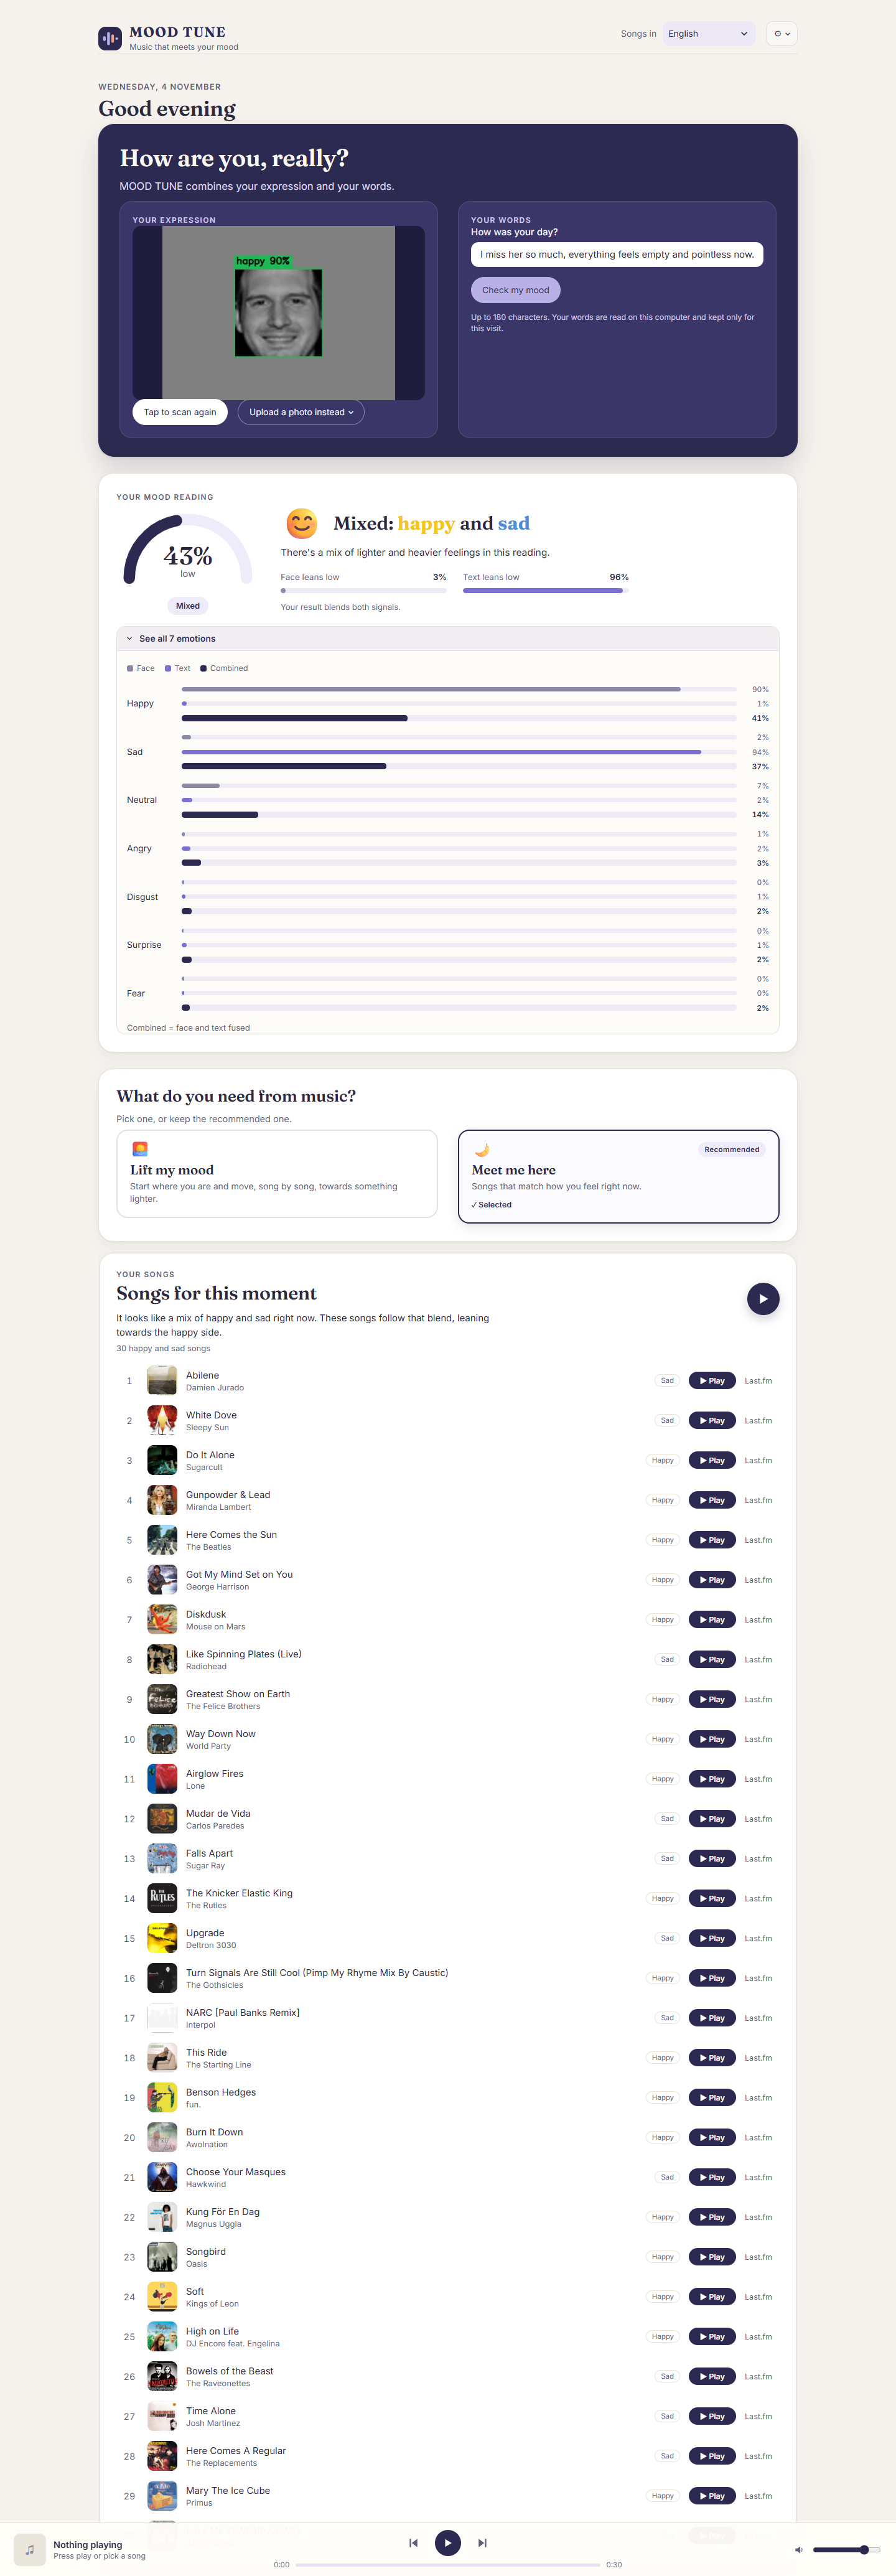 MOOD TUNE
Music that meets your mood
Songs in
English
WEDNESDAY, 4 NOVEMBER
Good evening
How are you, really?
MOOD TUNE combines your expression and your words.
YOUR EXPRESSION
happy 90%
Tap to scan again
Upload a photo instead
YOUR WORDS
How was your day?
I miss her so much, everything feels empty and pointless now.
Check my mood
Up to 180 characters. Your words are read on this computer and kept only for
this visit.
YOUR MOOD READING
43%
low
Mixed
Mixed: happy and sad
There's a mix of lighter and heavier feelings in this reading.
Face leans low 3%
Text leans low 96%
Your result blends both signals.
See all 7 emotions
Face Text Combined
Happy
90%
1%
41%
Sad
2%
94%
37%
Neutral
7%
2%
14%
Angry
1%
2%
3%
Disgust
0%
1%
2%
Surprise
0%
1%
2%
Fear
0%
0%
2%
Combined = face and text fused
What do you need from music?
Pick one, or keep the recommended one.
Lift my mood
Start where you are and move, song by song, towards something
lighter.
Recommended
Meet me here
Songs that match how you feel right now.
✓ Selected
YOUR SONGS
Songs for this moment
It looks like a mix of happy and sad right now. These songs follow that blend, leaning
towards the happy side.
30 happy and sad songs
1 Abilene Sad Play Last.fm
Damien Jurado
2 White Dove Sad Play Last.fm
Sleepy Sun
3 Do It Alone Happy Play Last.fm
Sugarcult
4 Gunpowder & Lead Happy Play Last.fm
Miranda Lambert
5 Here Comes the Sun Happy Play Last.fm
The Beatles
6 Got My Mind Set on You Happy Play Last.fm
George Harrison
7 Diskdusk Happy Play Last.fm
Mouse on Mars
8 Like Spinning Plates (Live) Sad Play Last.fm
Radiohead
9 Greatest Show on Earth Happy Play Last.fm
The Felice Brothers
10 Way Down Now Happy Play Last.fm
World Party
11 Airglow Fires Happy Play Last.fm
Lone
12 Mudar de Vida Sad Play Last.fm
Carlos Paredes
13 Falls Apart Sad Play Last.fm
Sugar Ray
14 The Knicker Elastic King Happy Play Last.fm
The Rutles
15 Upgrade Sad Play Last.fm
Deltron 3030
16 Turn Signals Are Still Cool (Pimp My Rhyme Mix By Caustic) Happy Play Last.fm
The Gothsicles
17 NARC [Paul Banks Remix] Sad Play Last.fm
Interpol
18 This Ride Happy Play Last.fm
The Starting Line
19 Benson Hedges Happy Play Last.fm
fun.
20 Burn It Down Happy Play Last.fm
Awolnation
21 Choose Your Masques Sad Play Last.fm
Hawkwind
22 Kung För En Dag Happy Play Last.fm
Magnus Uggla
23 Songbird Happy Play Last.fm
Oasis
24 Soft Happy Play Last.fm
Kings of Leon
25 High on Life Happy Play Last.fm
DJ Encore feat. Engelina
26 Bowels of the Beast Sad Play Last.fm
The Raveonettes
27 Time Alone Sad Play Last.fm
Josh Martinez
28 Here Comes A Regular Sad Play Last.fm
The Replacements
29 Mary The Ice Cube Happy Play Last.fm
Primus
Nothing playing
Press play or pick a song
0:00
0:30